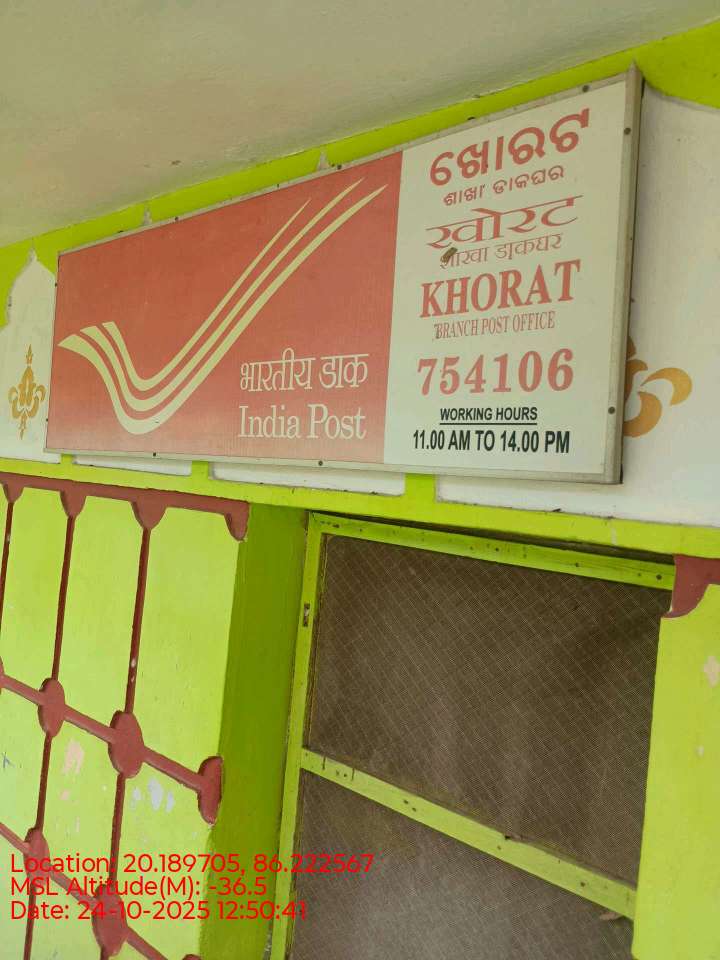 भारतीय डाक
India Post
ଖୋରଟ
ଶାଖା ଡାକଘର
खोरट
शाखा डाकघर
KHORAT
BRANCH POST OFFICE
754106
WORKING HOURS
11.00 AM TO 14.00 PM
Location: 20.189705, 86.222567
MSL Altitude(M): -36.5
Date: 24-10-2025 12:50:41